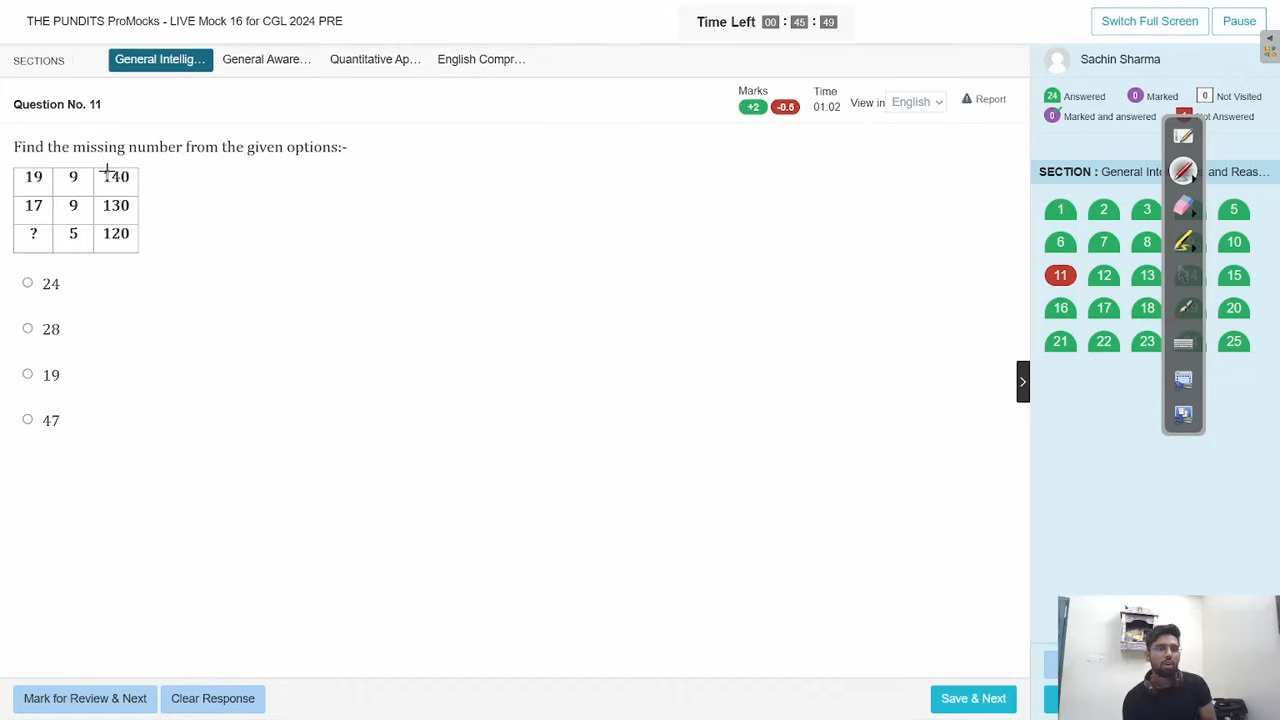 THE PUNDITS ProMocks - LIVE Mock 16 for CGL 2024 PRE
Time Left 00 : 45 : 49
Switch Full Screen
Pause
SECTIONS
General Intellig...
General Aware...
Quantitative Ap...
English Compr...
Sachin Sharma
Question No. 11
Marks
+2 -0.5
Time
01.02
View in English
Report
24 Answered
0 Marked
0 Not Visited
0 Marked and answered
Not Answered
Find the missing number from the given options:-
19 9 140
17 9 130
? 5 120
24
28
19
47
SECTION : General Inte and Reas...
1 2 3 5
6 7 8 10
11 12 13 15
16 17 18 20
21 22 23 25
Mark for Review & Next
Clear Response
Save & Next